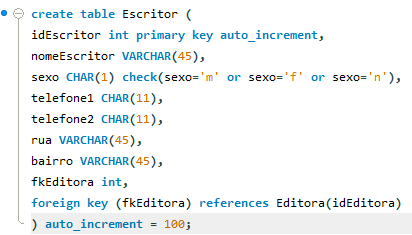 create table Escritor (
idEscritor int primary key auto_increment,
nomeEscritor VARCHAR(45),
sexo CHAR(1) check(sexo='m' or sexo='f' or sexo='n'),
telefone1 CHAR(11),
telefone2 CHAR(11),
rua VARCHAR(45),
bairro VARCHAR(45),
fkEditora int,
foreign key (fkEditora) references Editora(idEditora)
) auto_increment = 100;